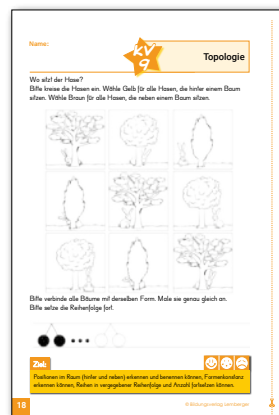 Name:
KV
9
Topologie
Wo sitzt der Hase?
Bitte kreise die Hasen ein. Wähle Gelb für alle Hasen, die hinter einem Baum
sitzen. Wähle Braun für alle Hasen, die neben einem Baum sitzen.
Bitte verbinde alle Bäume mit derselben Form. Male sie genau gleich an.
Bitte setze die Reihenfolge fort.
Ziel:
Positionen im Raum (hinter und neben) erkennen und benennen können, Formenkonstanz
erkennen können, Reihen in vorgegebener Reihenfolge und Anzahl fortsetzen können.
18
© Bildungsverlag Lemberger